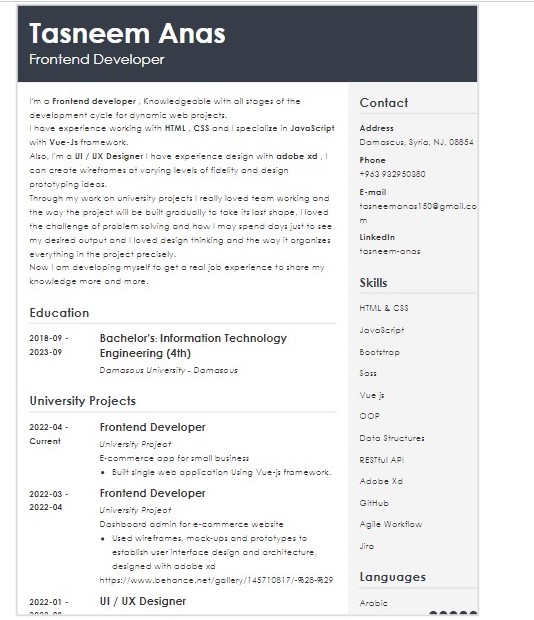 Tasneem Anas
Frontend Developer
I'm a Frontend developer , Knowledgeable with all stages of the
development cycle for dynamic web projects.
I have experience working with HTML , CSS and I specialize in JavaScript
with Vue-Js framework.
Also, I'm a UI / UX Designer I have experience design with adobe xd , I
can create wireframes at varying levels of fidelity and design
prototyping ideas.
Through my work on university projects I really loved team working and
the way the project will be built gradually to take its last shape, I loved
the challenge of problem solving and how I may spend days just to see
my desired output and I loved design thinking and the way it organizes
everything in the project precisely.
Now I am developing myself to get a real job experience to share my
knowledge more and more.
Education
2018-09 -
2023-09
Bachelor's: Information Technology
Engineering (4th)
Damasous University - Damasous
University Projects
2022-04 -
Current
Frontend Developer
University Project
E-commerce app for small business
• Built single web application Using Vue-js framework.
2022-03 -
2022-04
Frontend Developer
University Project
Dashboard admin for e-commerce website
• Used wireframes, mock-ups and prototypes to
establish user interface design and architecture,
designed with adobe xd
https://www.behance.net/gallery/145710817/-%28-%29
2022-01 -
UI / UX Designer
Contact
Address
Damascus, Syria, NJ, 08854
Phone
+963 932950380
E-mail
tasneemanas150@gmail.co
m
LinkedIn
tasneem-anas
Skills
HTML & CSS
JavaScript
Bootstrap
Sass
Vue js
OOP
Data Structures
RESTful API
Adobe Xd
GitHub
Agile Workflow
Jira
Languages
Arabic